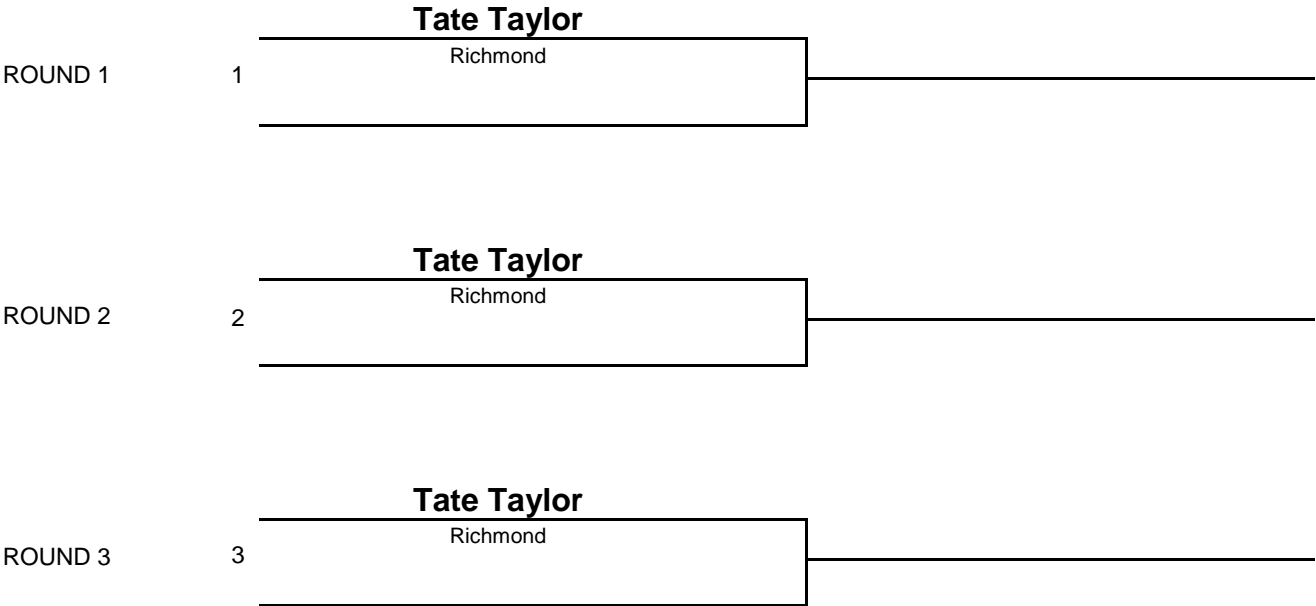 Tate Taylor
Richmond
ROUND 1 1
Tate Taylor
Richmond
ROUND 2 2
Tate Taylor
Richmond
ROUND 3 3